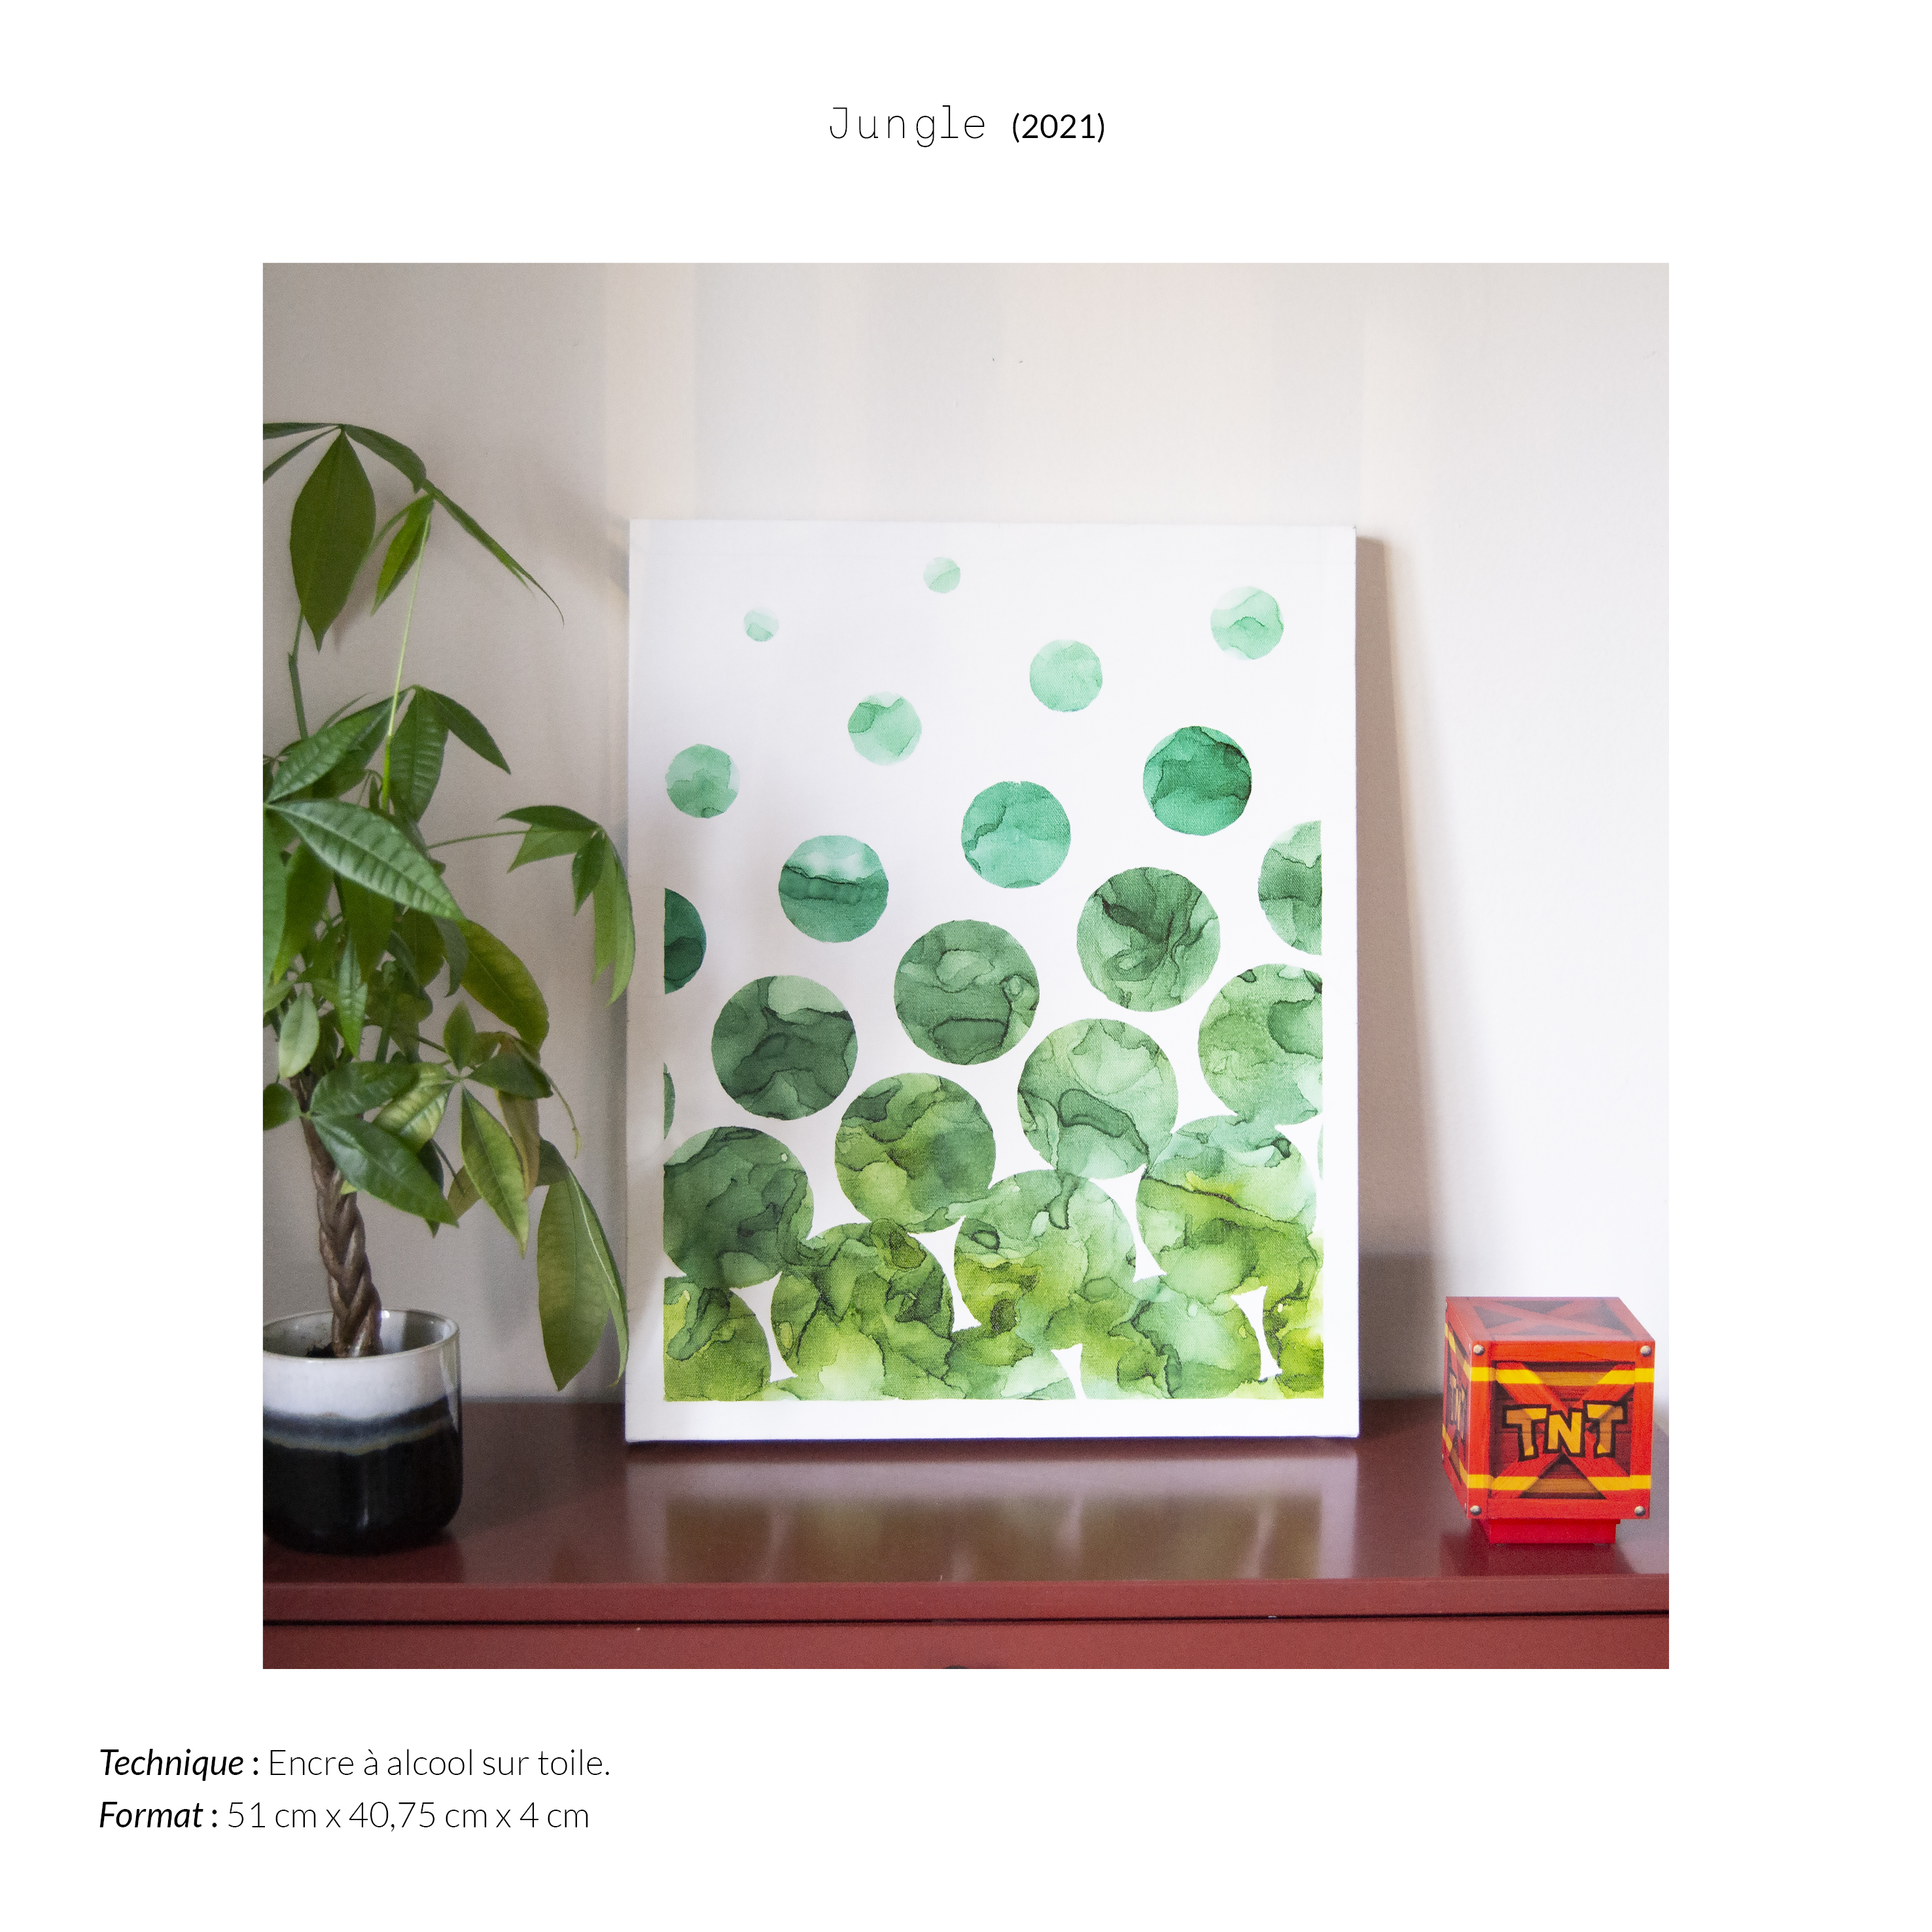 Jungle (2021)
TNT
Technique : Encre à alcool sur toile.
Format : 51 cm x 40,75 cm x 4 cm